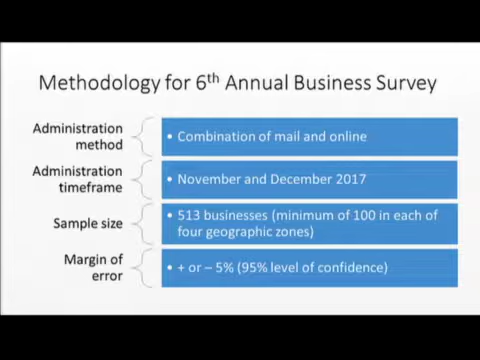 Methodology for 6th Annual Business Survey
Administration
method
• Combination of mail and online
Administration
timeframe
• November and December 2017
Sample size
• 513 businesses (minimum of 100 in each of
four geographic zones)
Margin of
error
• + or – 5% (95% level of confidence)